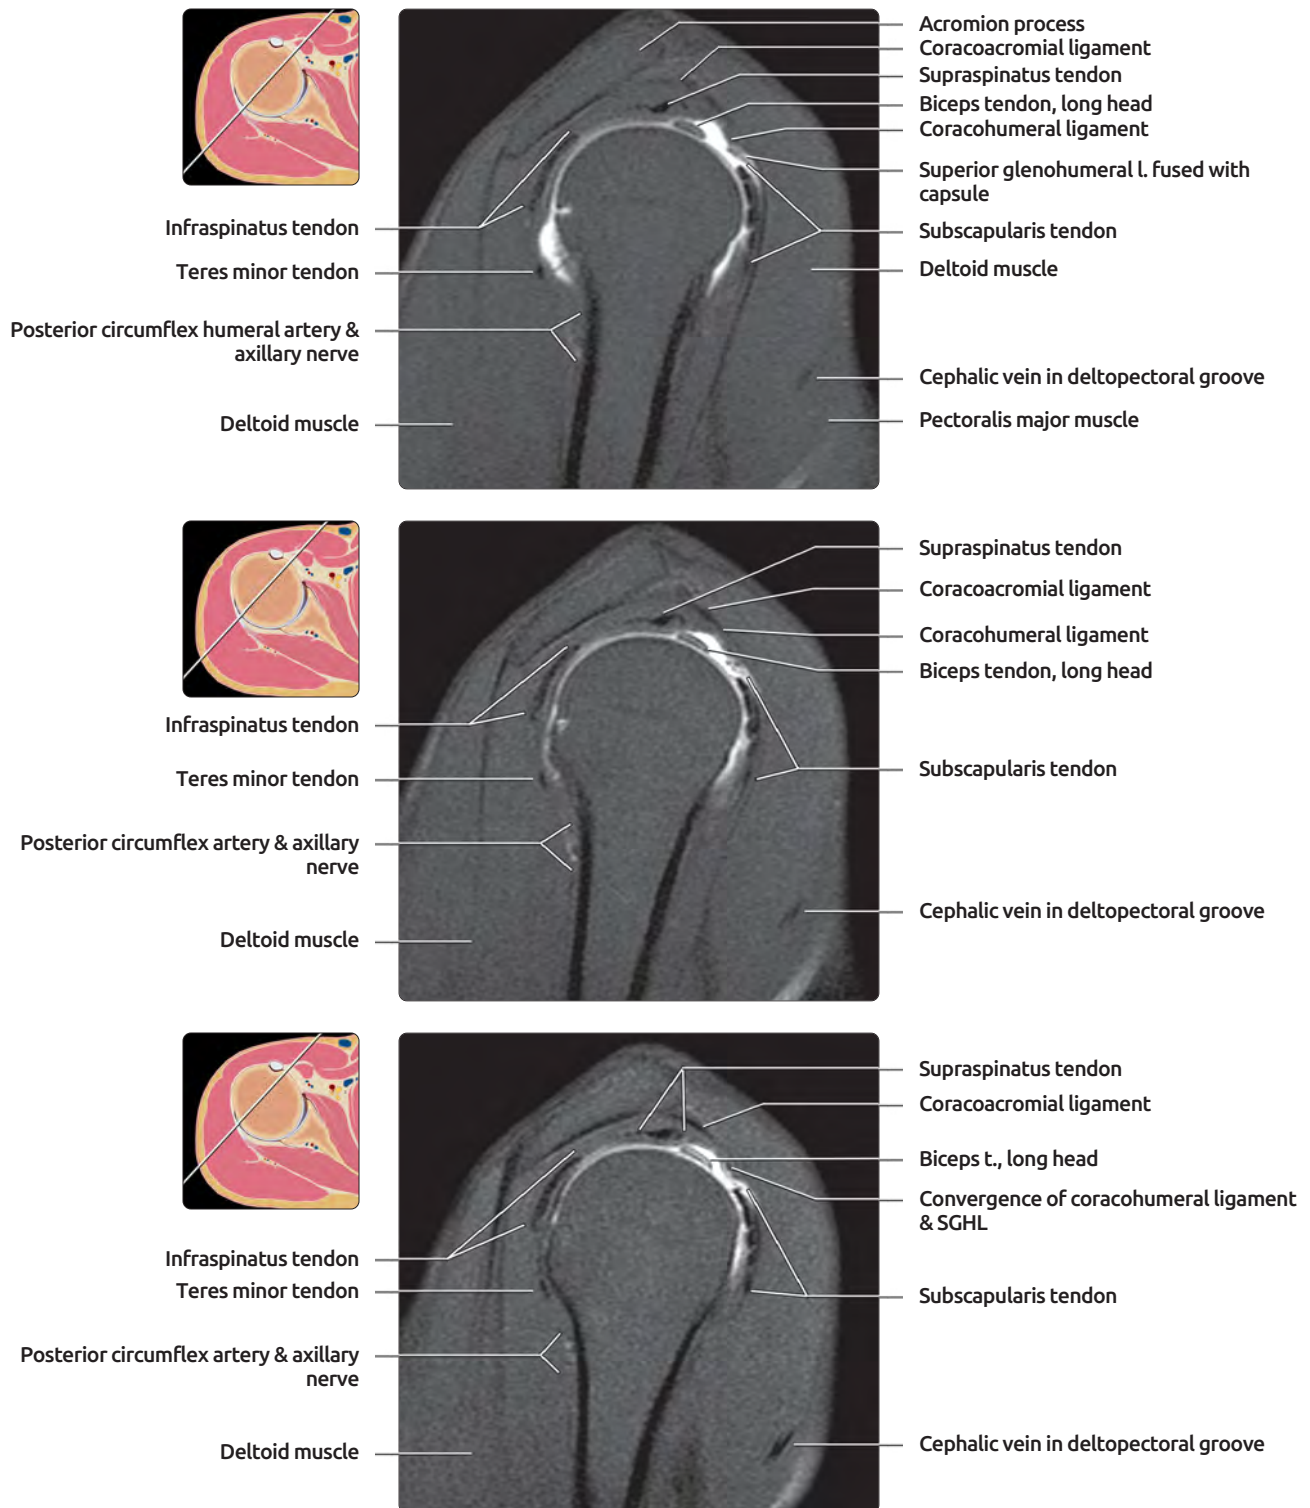 Acromion process
Coracoacromial ligament
Supraspinatus tendon
Biceps tendon, long head
Coracohumeral ligament
Superior glenohumeral l. fused with
capsule
Subscapularis tendon
Deltoid muscle
Cephalic vein in deltopectoral groove
Pectoralis major muscle
Infraspinatus tendon
Teres minor tendon
Posterior circumflex humeral artery &
axillary nerve
Deltoid muscle
Supraspinatus tendon
Coracoacromial ligament
Coracohumeral ligament
Biceps tendon, long head
Subscapularis tendon
Cephalic vein in deltopectoral groove
Infraspinatus tendon
Teres minor tendon
Posterior circumflex artery & axillary
nerve
Deltoid muscle
Supraspinatus tendon
Coracoacromial ligament
Biceps t., long head
Convergence of coracohumeral ligament
& SGHL
Subscapularis tendon
Cephalic vein in deltopectoral groove
Infraspinatus tendon
Teres minor tendon
Posterior circumflex artery & axillary
nerve
Deltoid muscle